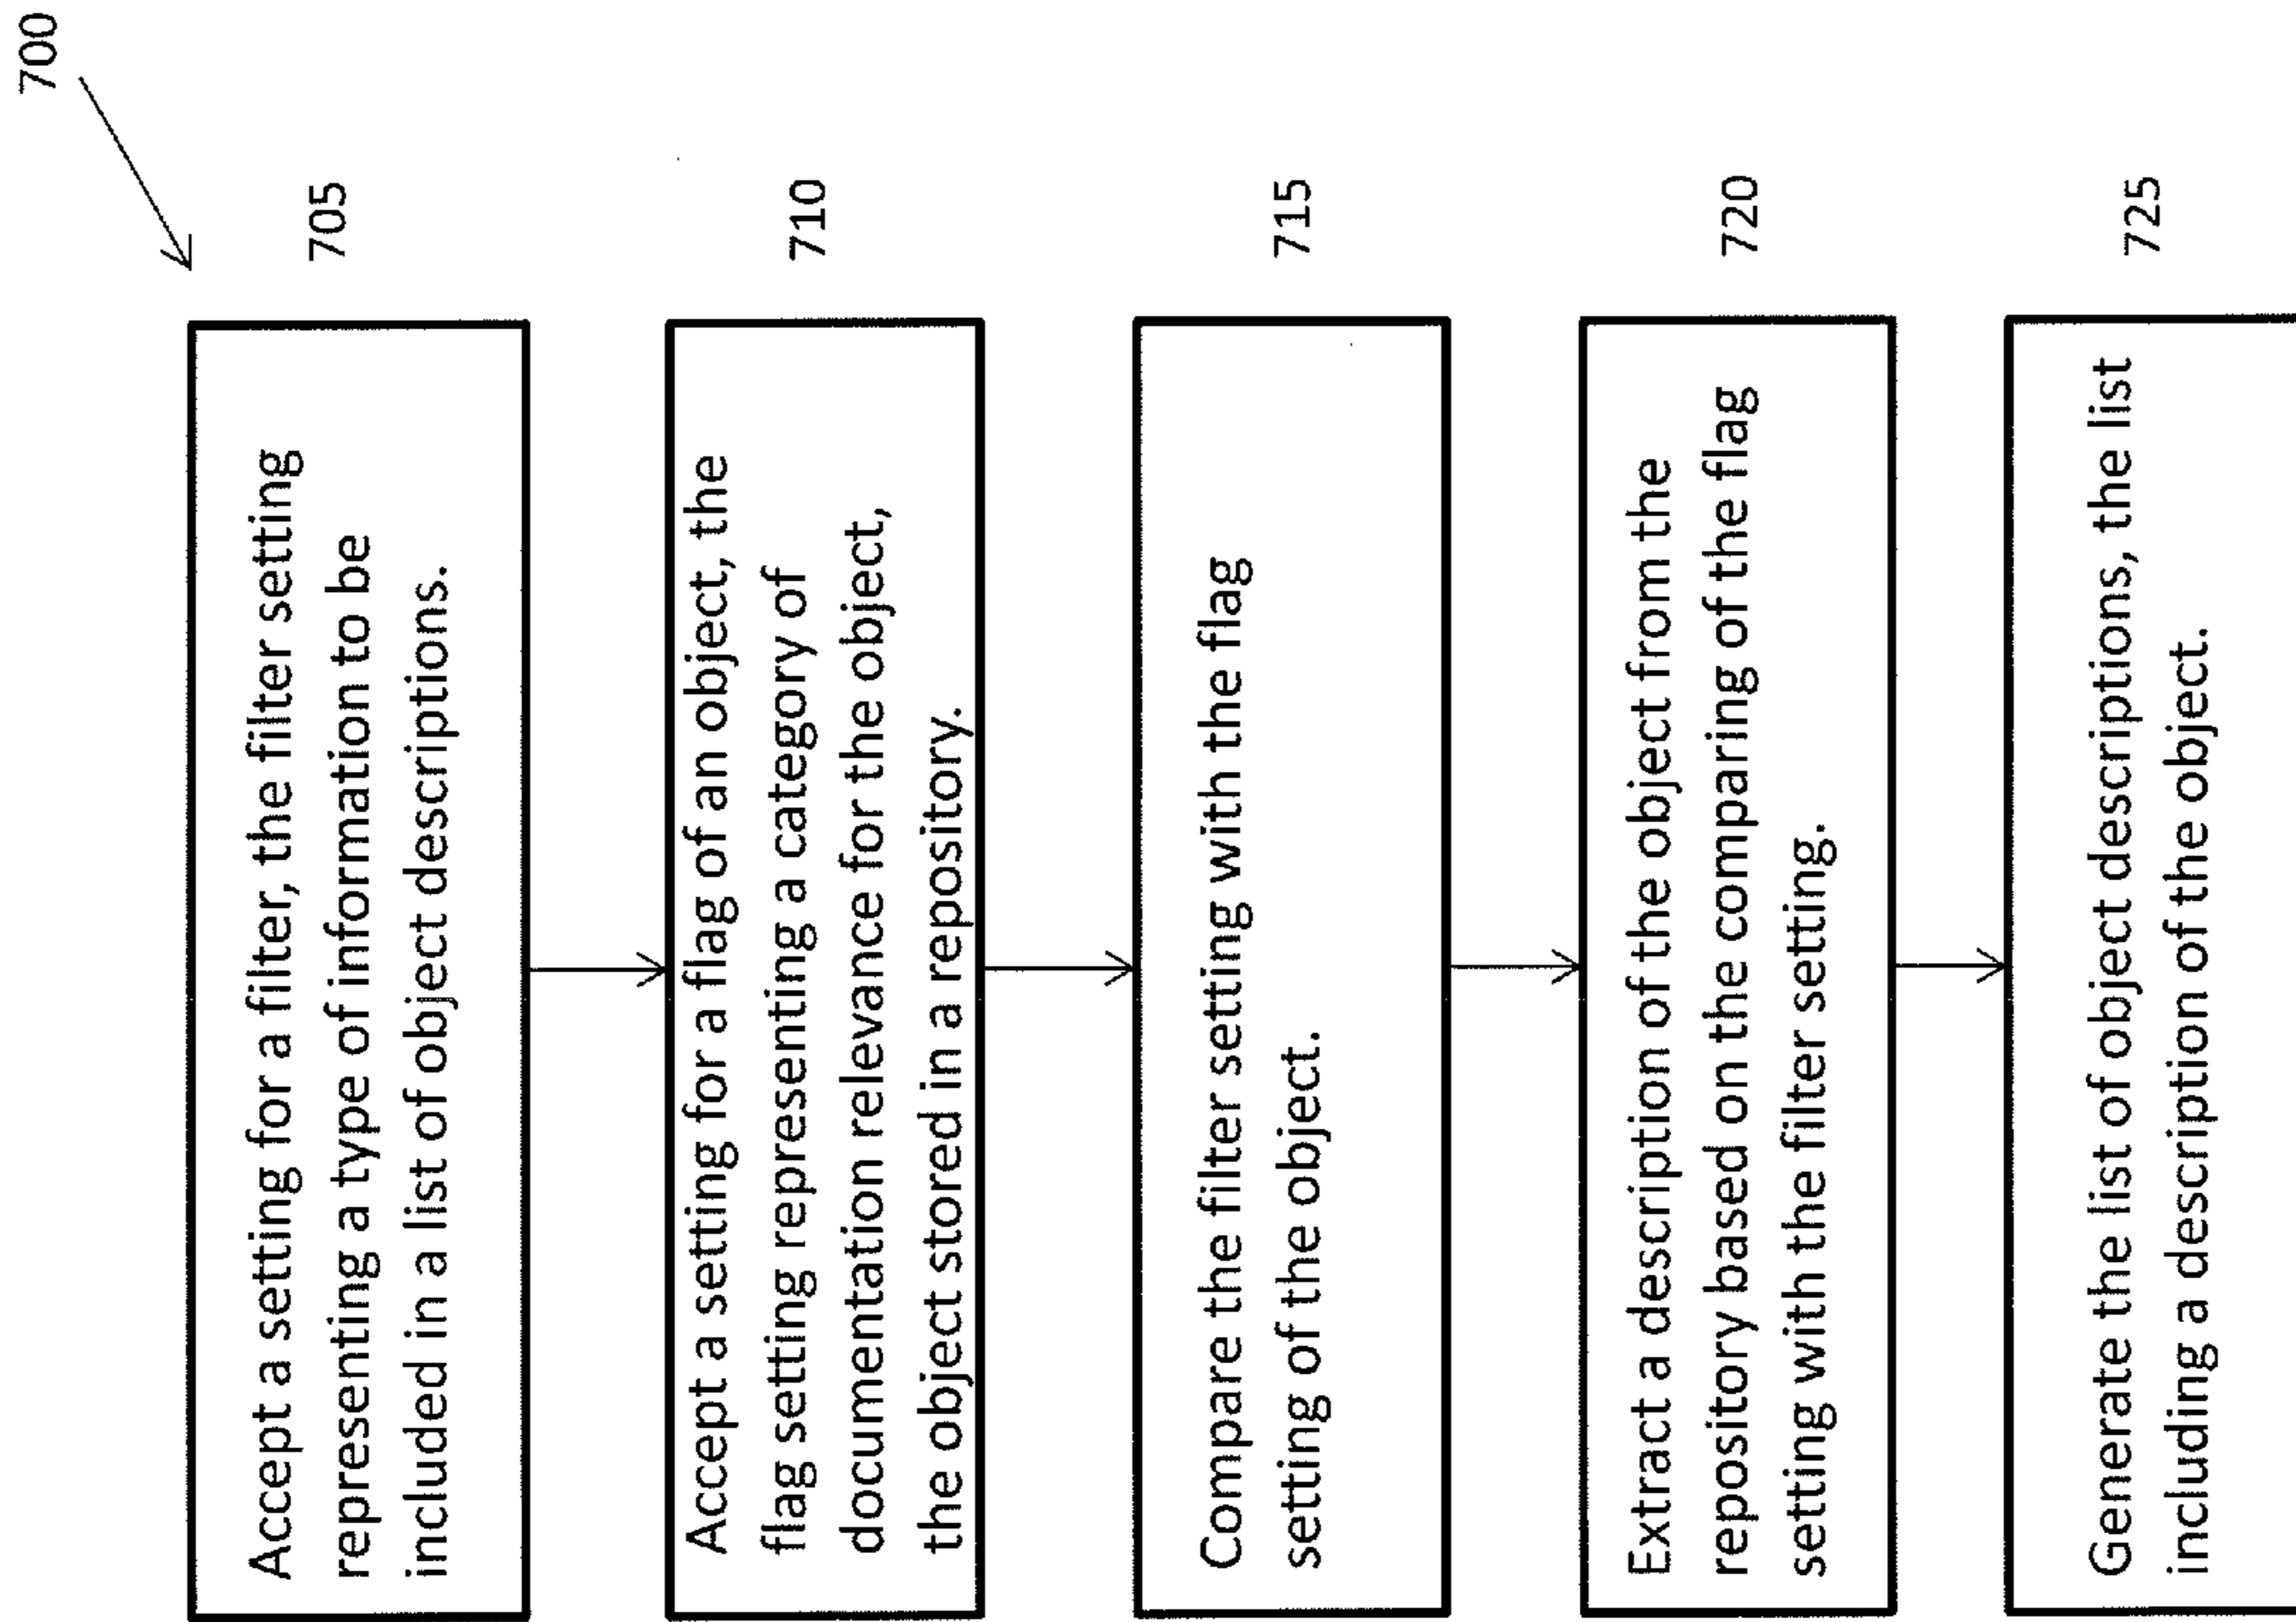 700
Accept a setting for a filter, the filter setting
representing a type of information to be
included in a list of object descriptions.
705
Accept a setting for a flag of an object, the
flag setting representing a category of
documentation relevance for the object,
the object stored in a repository.
710
Compare the filter setting with the flag
setting of the object.
715
Extract a description of the object from the
repository based on the comparing of the flag
setting with the filter setting.
720
Generate the list of object descriptions, the list
including a description of the object.
725